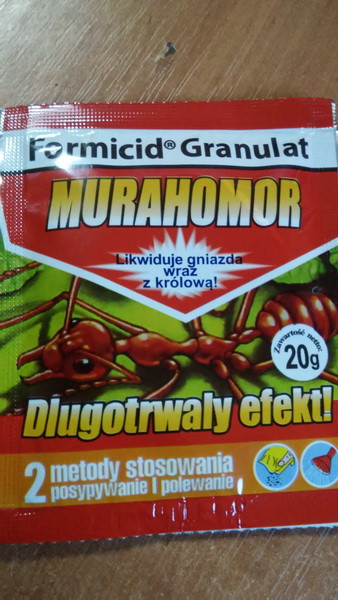 Formicid® Granulat
MURAHOMOR
Likwiduje gniazda
wraz
z królową!
Zawartość netto:
20g
Długotrwały efekt!
2 metody stosowania
posypywanie i polewanie